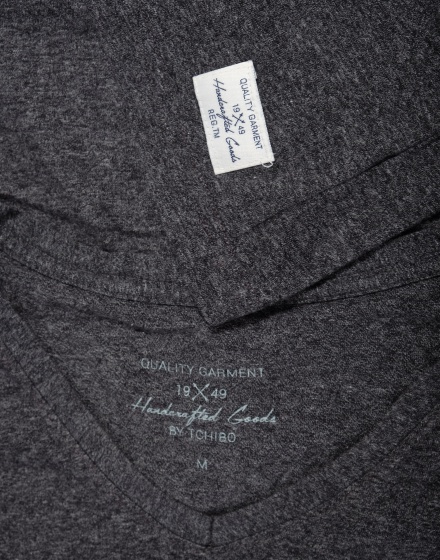 QUALITY GARMENT
19 X 49
Handcrafted Goods
REG.TM
QUALITY GARMENT
19 X 49
Handcrafted Goods
BY TCHIBO
M